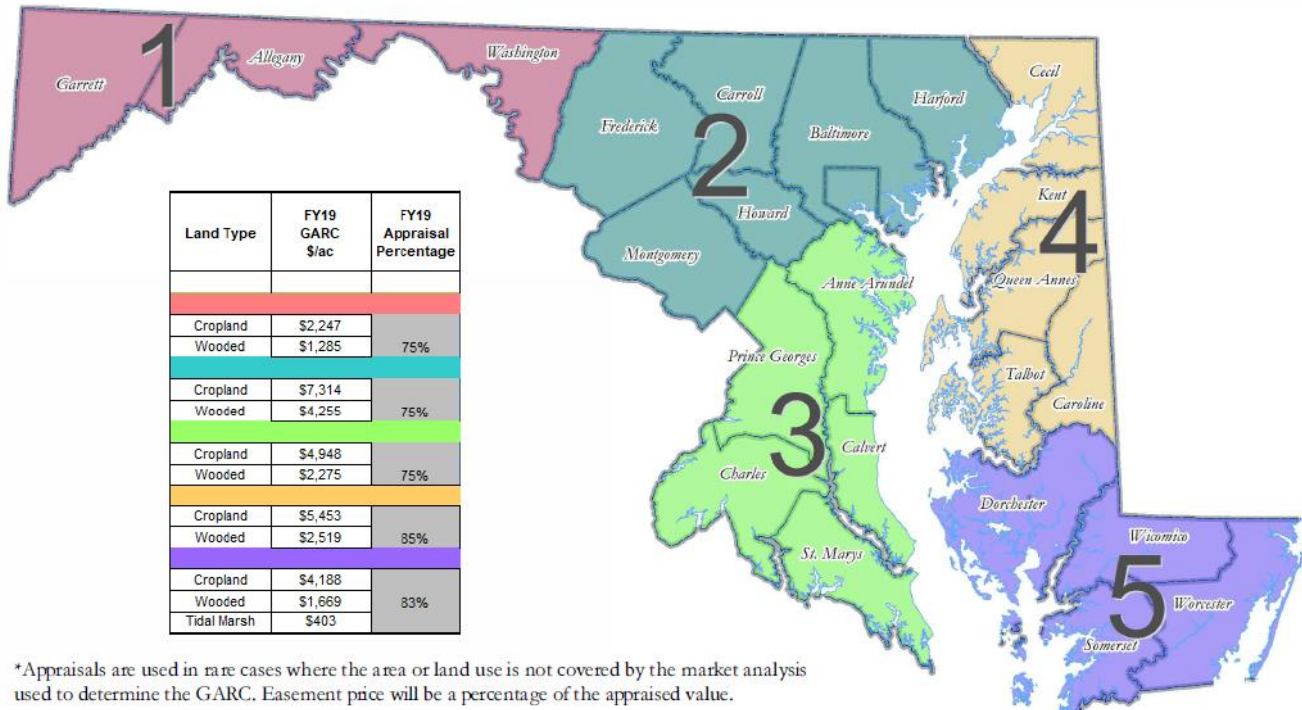 1
Garrett
Allegany
Washington
2
Frederick
Carroll
Baltimore
Harford
Howard
Montgomery
Cecil
Kent
4
Queen Annes
Talbot
Caroline
Anne Arundel
Prince Georges
3
Calvert
Charles
St. Marys
Dorchester
Wicomico
5
Worcester
Somerset
Land Type FY19 GARC $/ac FY19 Appraisal Percentage
Cropland $2,247
Wooded $1,285 75%
Cropland $7,314
Wooded $4,255 75%
Cropland $4,948
Wooded $2,275 75%
Cropland $5,453
Wooded $2,519 85%
Cropland $4,188
Wooded $1,669 83%
Tidal Marsh $403
*Appraisals are used in rare cases where the area or land use is not covered by the market analysis
used to determine the GARC. Easement price will be a percentage of the appraised value.